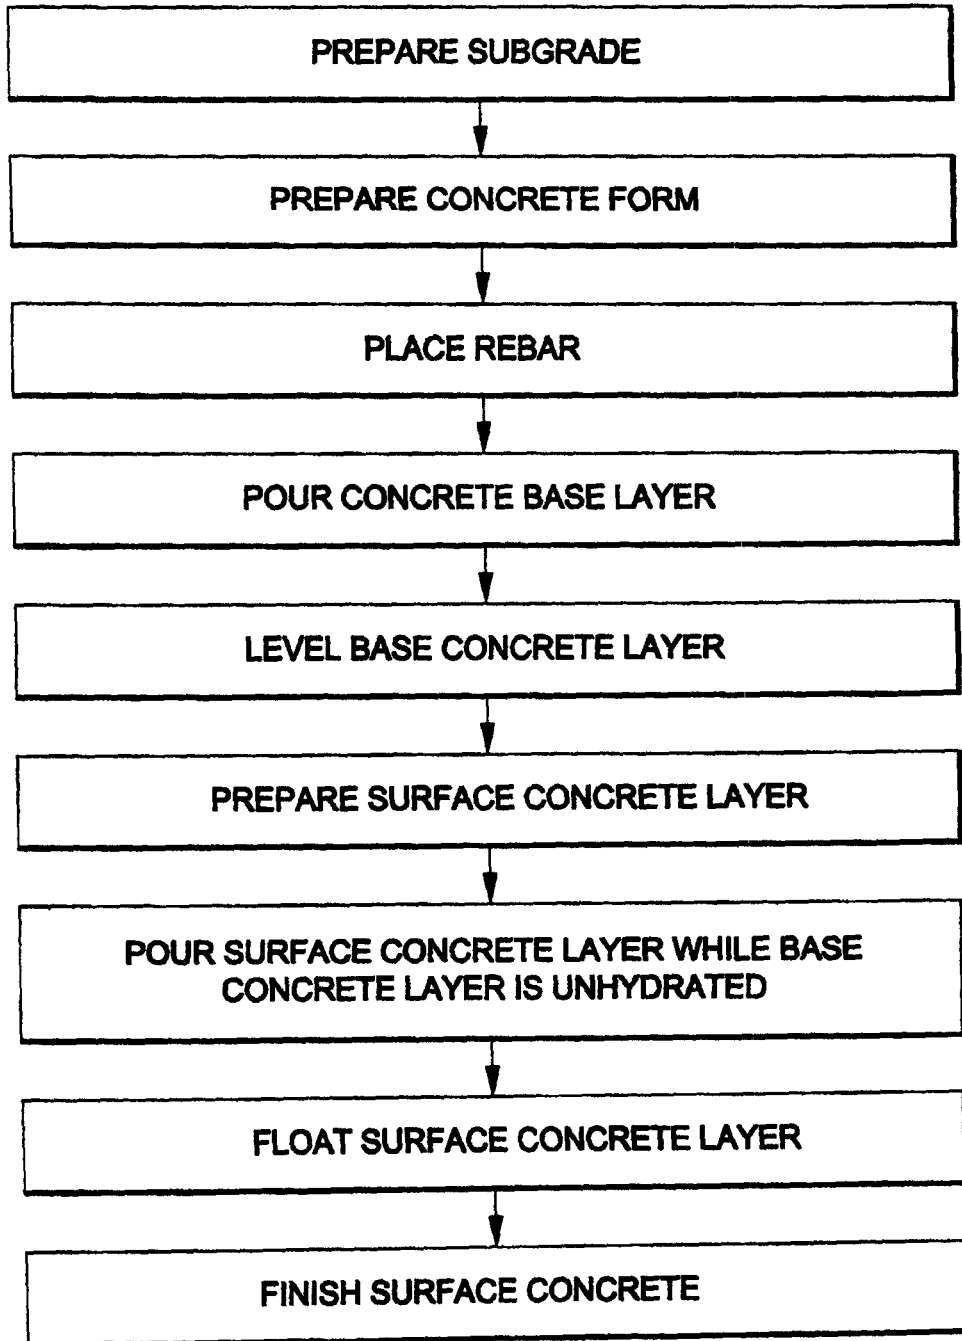 PREPARE SUBGRADE
PREPARE CONCRETE FORM
PLACE REBAR
POUR CONCRETE BASE LAYER
LEVEL BASE CONCRETE LAYER
PREPARE SURFACE CONCRETE LAYER
POUR SURFACE CONCRETE LAYER WHILE BASE
CONCRETE LAYER IS UNHYDRATED
FLOAT SURFACE CONCRETE LAYER
FINISH SURFACE CONCRETE